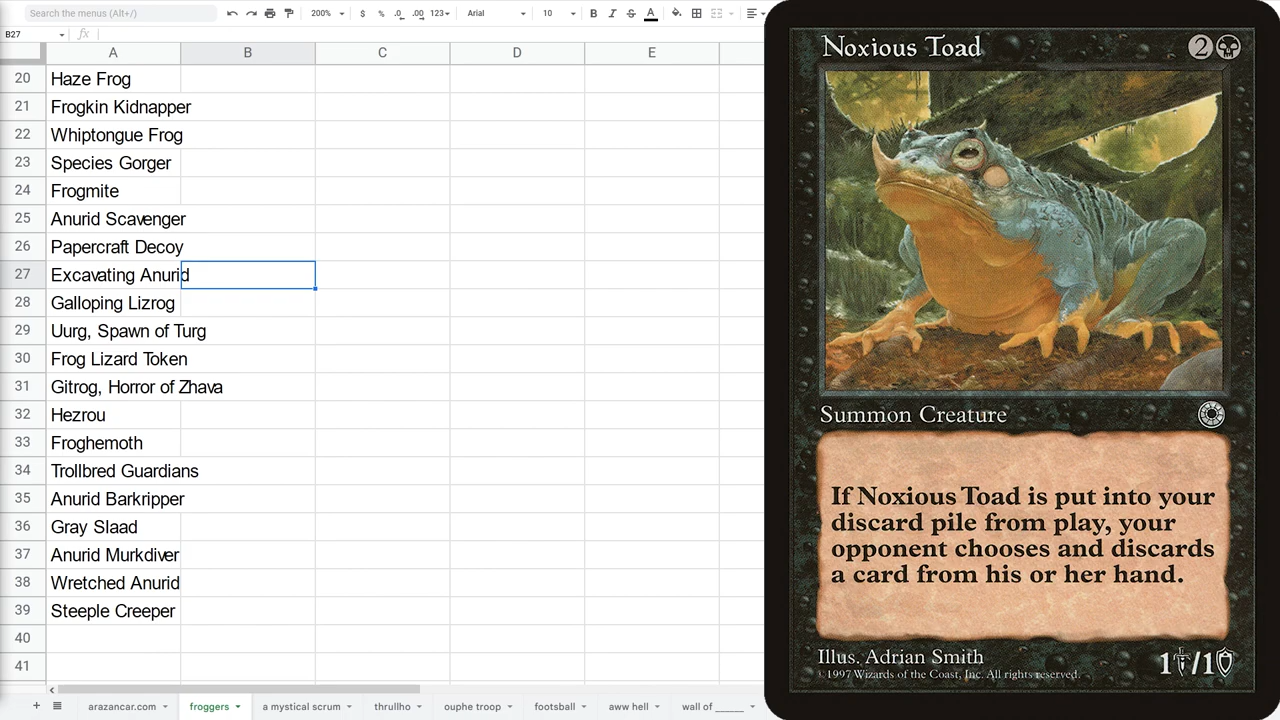 Search the menus (Alt+/)
200%
$
%
.0
.00
123
Arial
10
B
I
S
A
B27
fx
A
B
C
D
E
20
Haze Frog
21
Frogkin Kidnapper
22
Whiptongue Frog
23
Species Gorger
24
Frogmite
25
Anurid Scavenger
26
Papercraft Decoy
27
Excavating Anurid
28
Galloping Lizrog
29
Uurg, Spawn of Turg
30
Frog Lizard Token
31
Gitrog, Horror of Zhava
32
Hezrou
33
Froghemoth
34
Trollbred Guardians
35
Anurid Barkripper
36
Gray Slaad
37
Anurid Murkdiver
38
Wretched Anurid
39
Steeple Creeper
40
41
arazancar.com
froggers
a mystical scrum
thrullho
ouphe troop
footsball
aww hell
wall of ______
Noxious Toad
2
Summon Creature
If Noxious Toad is put into your
discard pile from play, your
opponent chooses and discards
a card from his or her hand.
Illus. Adrian Smith
©1997 Wizards of the Coast, Inc. All rights reserved.
1/1